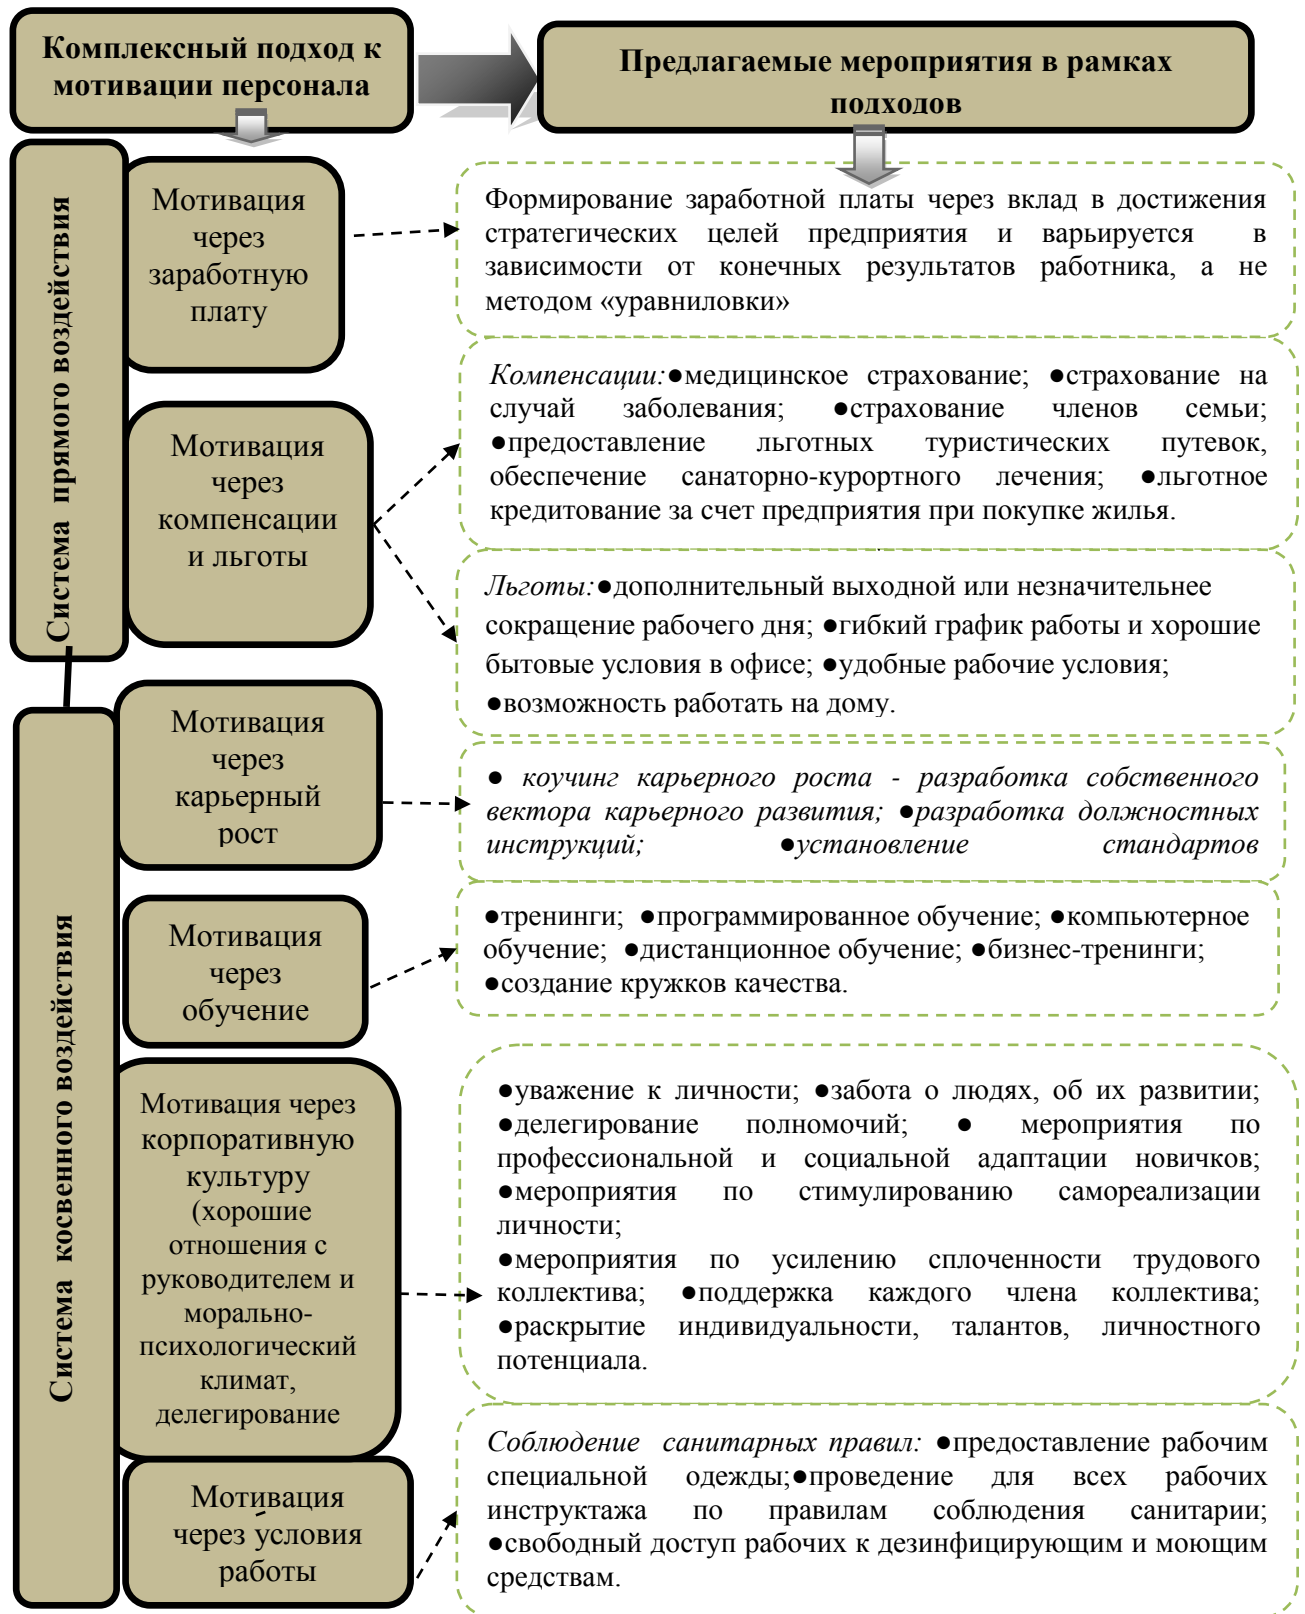 Комплексный подход к
мотивации персонала
Предлагаемые мероприятия в рамках
подходов
Система прямого воздействия
Мотивация
через
заработную
плату
Формирование заработной платы через вклад в достижения
стратегических целей предприятия и варьируется в
зависимости от конечных результатов работника, а не
методом «уравниловки»
Мотивация
через
компенсации
и льготы
Компенсации:●медицинское страхование; ●страхование на
случай заболевания; ●страхование членов семьи;
●предоставление льготных туристических путевок,
обеспечение санаторно-курортного лечения; ●льготное
кредитование за счет предприятия при покупке жилья.
Льготы:●дополнительный выходной или незначительнее
сокращение рабочего дня; ●гибкий график работы и хорошие
бытовые условия в офисе; ●удобные рабочие условия;
●возможность работать на дому.
Система косвенного воздействия
Мотивация
через
карьерный
рост
● коучинг карьерного роста - разработка собственного
вектора карьерного развития; ●разработка должностных
инструкций; ●установление стандартов
Мотивация
через
обучение
●тренинги; ●программированное обучение; ●компьютерное
обучение; ●дистанционное обучение; ●бизнес-тренинги;
●создание кружков качества.
Мотивация через
корпоративную
культуру
(хорошие
отношения с
руководителем и
морально-
психологический
климат,
делегирование
●уважение к личности; ●забота о людях, об их развитии;
●делегирование полномочий; ● мероприятия по
профессиональной и социальной адаптации новичков;
●мероприятия по стимулированию самореализации
личности;
●мероприятия по усилению сплоченности трудового
коллектива; ●поддержка каждого члена коллектива;
●раскрытие индивидуальности, талантов, личностного
потенциала.
Мотивация
через условия
работы
Соблюдение санитарных правил: ●предоставление рабочим
специальной одежды;●проведение для всех рабочих
инструктажа по правилам соблюдения санитарии;
●свободный доступ рабочих к дезинфицирующим и моющим
средствам.